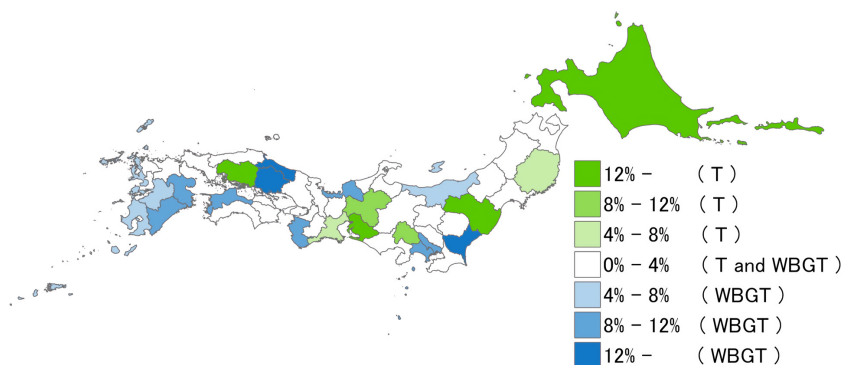 12% - ( T )
8% - 12% ( T )
4% - 8% ( T )
0% - 4% ( T and WBGT )
4% - 8% ( WBGT )
8% - 12% ( WBGT )
12% - ( WBGT )